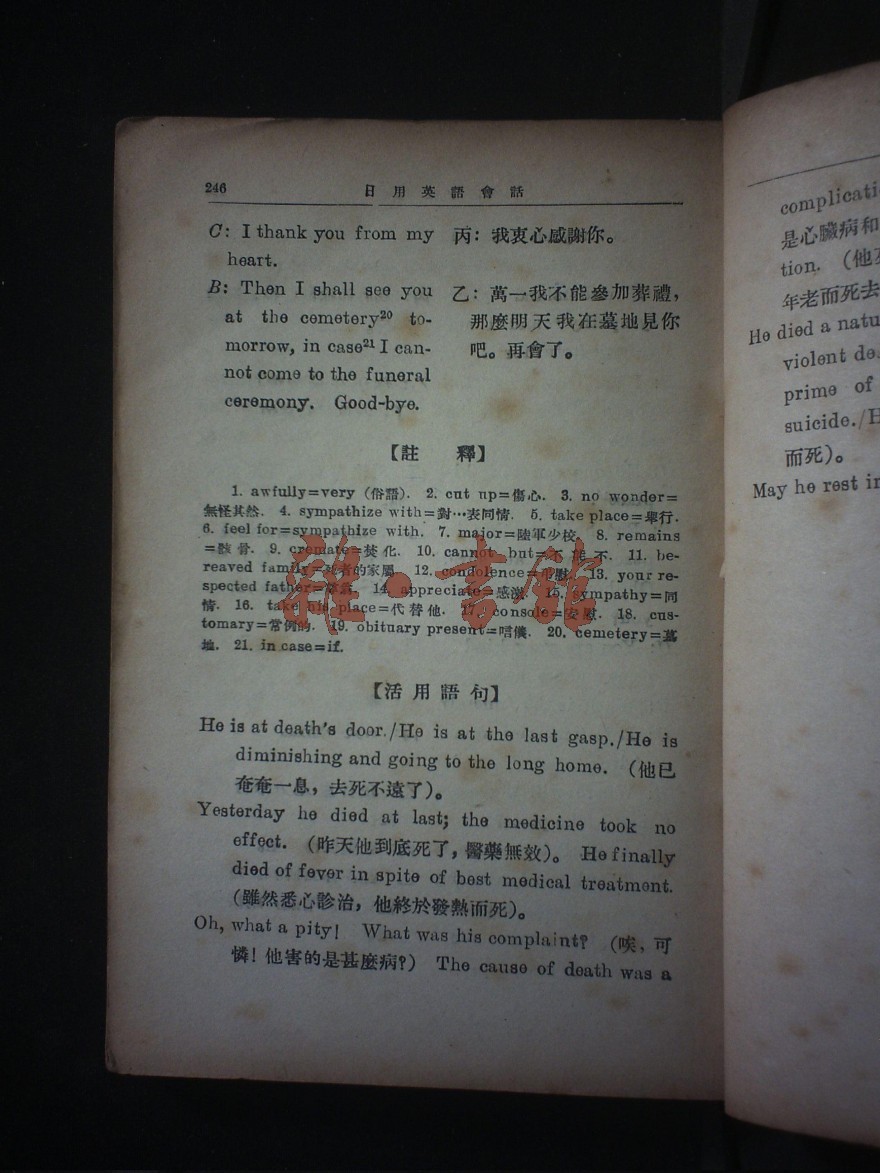 246
日用英語會話
C: I thank you from my
heart.
丙：我衷心感謝你。
B: Then I shall see you
at the cemetery20 to-
morrow, in case21 I can-
not come to the funeral
ceremony. Good-bye.
乙：萬一我不能參加葬禮，
那麼明天我在墓地見你
吧。再會了。
【註 釋】
1. awfully=very (俗語). 2. cut up=傷心. 3. no wonder=
無怪其然. 4. sympathize with=對…表同情. 5. take place=舉行.
6. feel for=sympathize with. 7. major=陸軍少校. 8. remains
=骸骨. 9. cremate=焚化. 10. cannot but=不能不. 11. be-
reaved family=死者的家屬. 12. condolence=弔慰. 13. your re-
spected father=尊翁. 14. appreciate=感激. 15. sympathy=同
情. 16. take his place=代替他. 17. console=安慰. 18. cus-
tomary=常例的. 19. obituary present=唁儀. 20. cemetery=墓
地. 21. in case=if.
【活用語句】
He is at death's door./He is at the last gasp./He is
diminishing and going to the long home. (他已
奄奄一息，去死不遠了)。
Yesterday he died at last; the medicine took no
effect. (昨天他到底死了，醫藥無效)。 He finally
died of fever in spite of best medical treatment.
(雖然悉心診治，他終於發熱而死)。
Oh, what a pity! What was his complaint? (唉，可
憐！他害的是甚麼病？) The cause of death was a
雜·書館
是心臟病和
tion. (他
年老而死去
He died a natu
violent de
prime of
suicide./H
而死)。
May he rest in